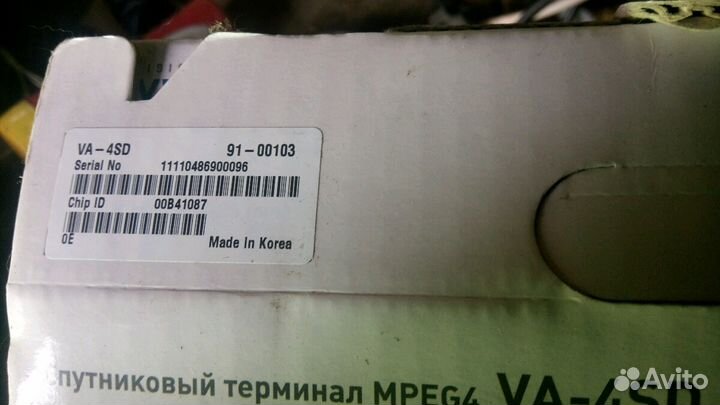 VA-4SD 91-00103
Serial No 11110486900096
Chip ID 00B41087
0E Made In Korea
путниковый терминал MPEG4 VA-4SD
Avito